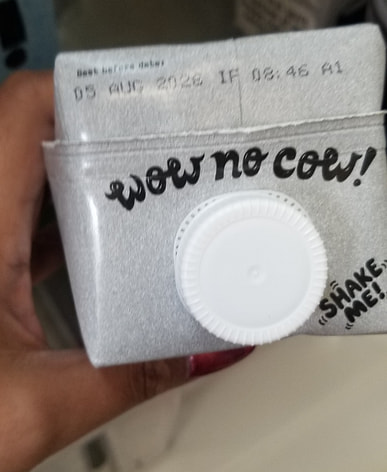 Best before date:
05 AUG 2026 IF 08:46 A1
wow no cow!
SHAKE
ME!